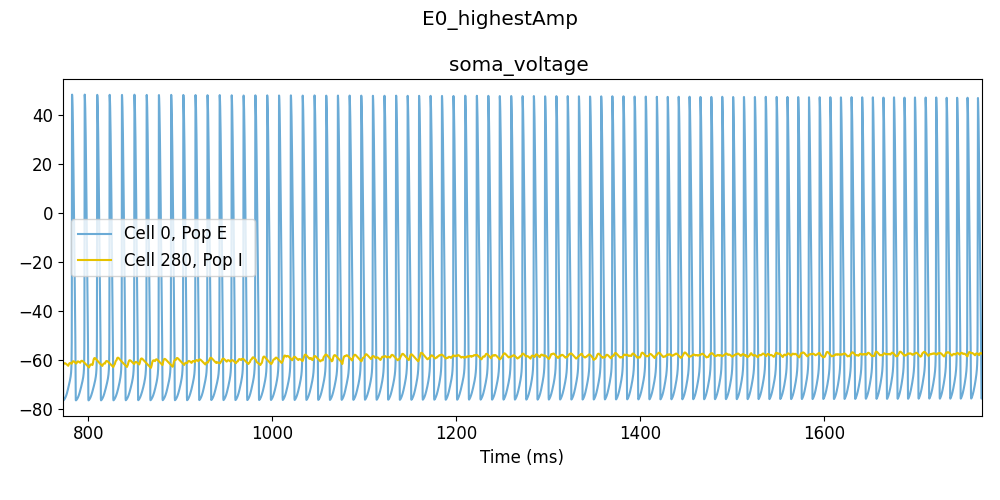 E0_highestAmp
soma_voltage
40
20
0
−20
−40
−60
−80
Cell 0, Pop E
Cell 280, Pop I
800 1000 1200 1400 1600
Time (ms)